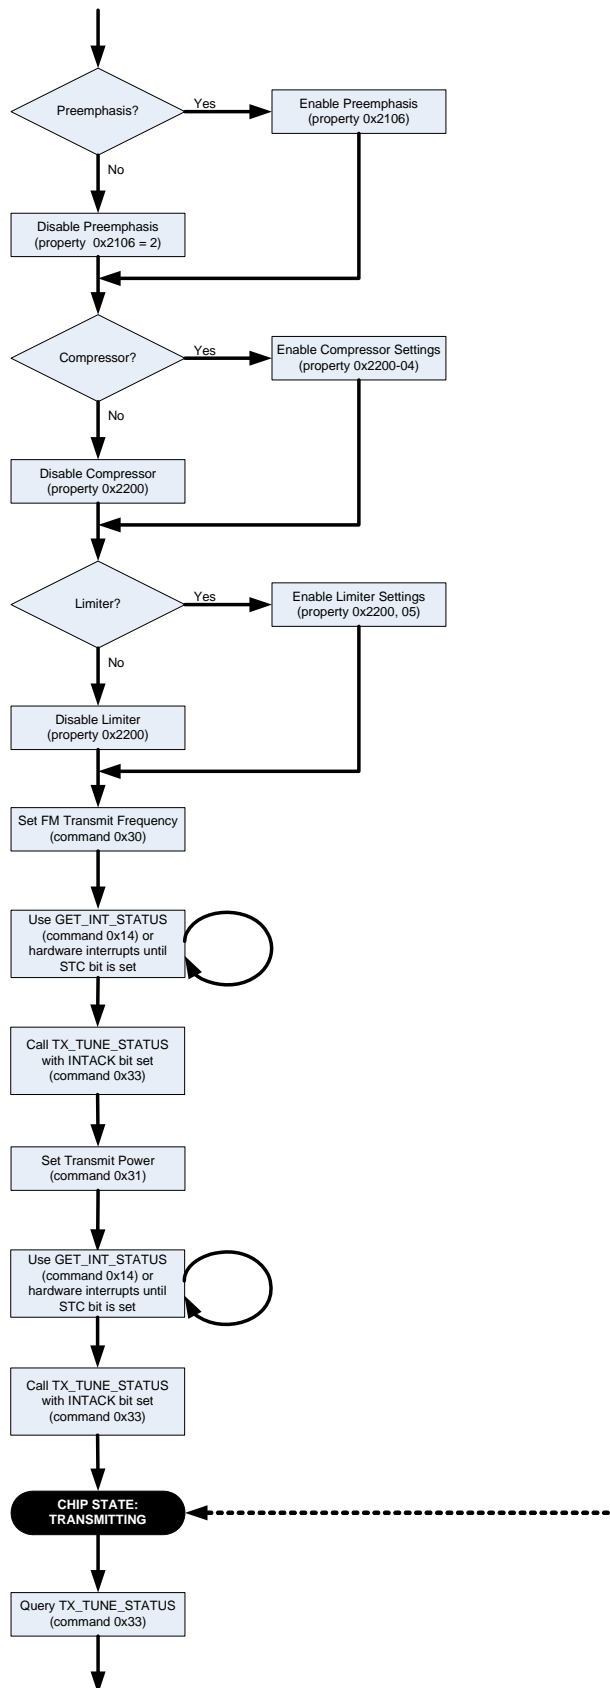 Preemphasis?
Yes
Enable Preemphasis
(property 0x2106)
No
Disable Preemphasis
(property 0x2106 = 2)
Compressor?
Yes
Enable Compressor Settings
(property 0x2200-04)
No
Disable Compressor
(property 0x2200)
Limiter?
Yes
Enable Limiter Settings
(property 0x2200, 05)
No
Disable Limiter
(property 0x2200)
Set FM Transmit Frequency
(command 0x30)
Use GET_INT_STATUS
(command 0x14) or
hardware interrupts until
STC bit is set
Call TX_TUNE_STATUS
with INTACK bit set
(command 0x33)
Set Transmit Power
(command 0x31)
Use GET_INT_STATUS
(command 0x14) or
hardware interrupts until
STC bit is set
Call TX_TUNE_STATUS
with INTACK bit set
(command 0x33)
CHIP STATE:
TRANSMITTING
Query TX_TUNE_STATUS
(command 0x33)